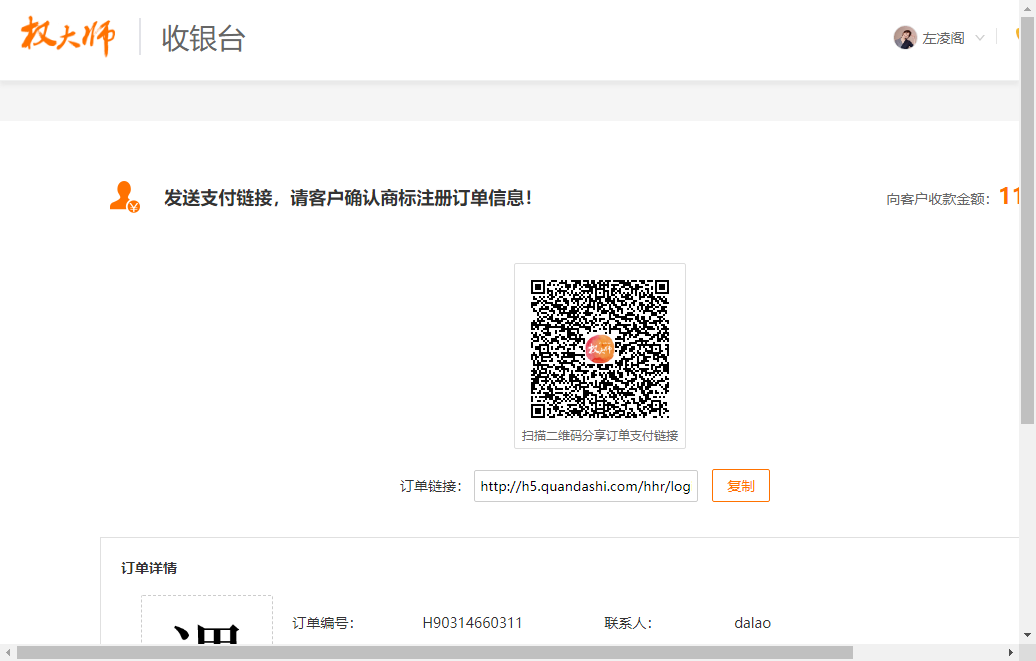 权大师 收银台 左凌阁
发送支付链接，请客户确认商标注册订单信息！ 向客户收款金额：11
权大师
扫描二维码分享订单支付链接
订单链接： http://h5.quandashi.com/hhr/log 复制
订单详情
订单编号： H90314660311 联系人： dalao